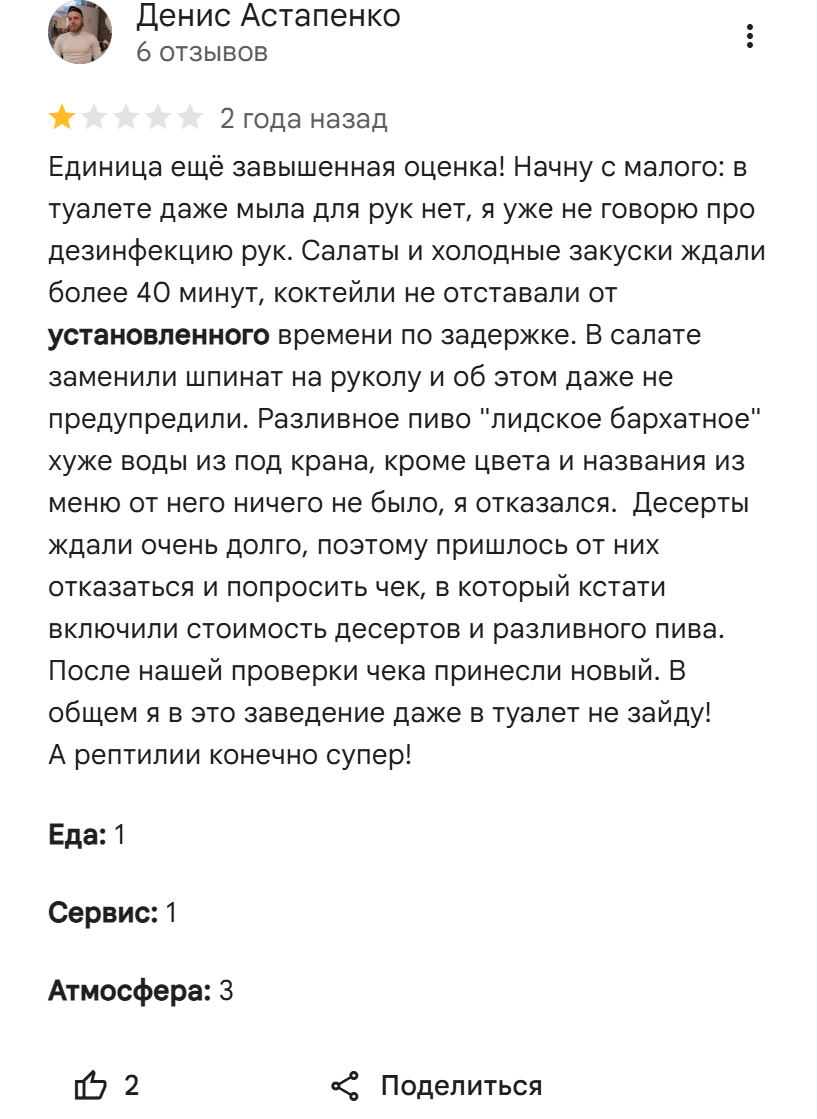 Денис Астапенко
6 отзывов
2 года назад
Единица ещё завышенная оценка! Начну с малого: в
туалете даже мыла для рук нет, я уже не говорю про
дезинфекцию рук. Салаты и холодные закуски ждали
более 40 минут, коктейли не отставали от
установленного времени по задержке. В салате
заменили шпинат на руколу и об этом даже не
предупредили. Разливное пиво "лидское бархатное"
хуже воды из под крана, кроме цвета и названия из
меню от него ничего не было, я отказался.  Десерты
ждали очень долго, поэтому пришлось от них
отказаться и попросить чек, в который кстати
включили стоимость десертов и разливного пива.
После нашей проверки чека принесли новый. В
общем я в это заведение даже в туалет не зайду!
А рептилии конечно супер!
Еда: 1
Сервис: 1
Атмосфера: 3
2 Поделиться